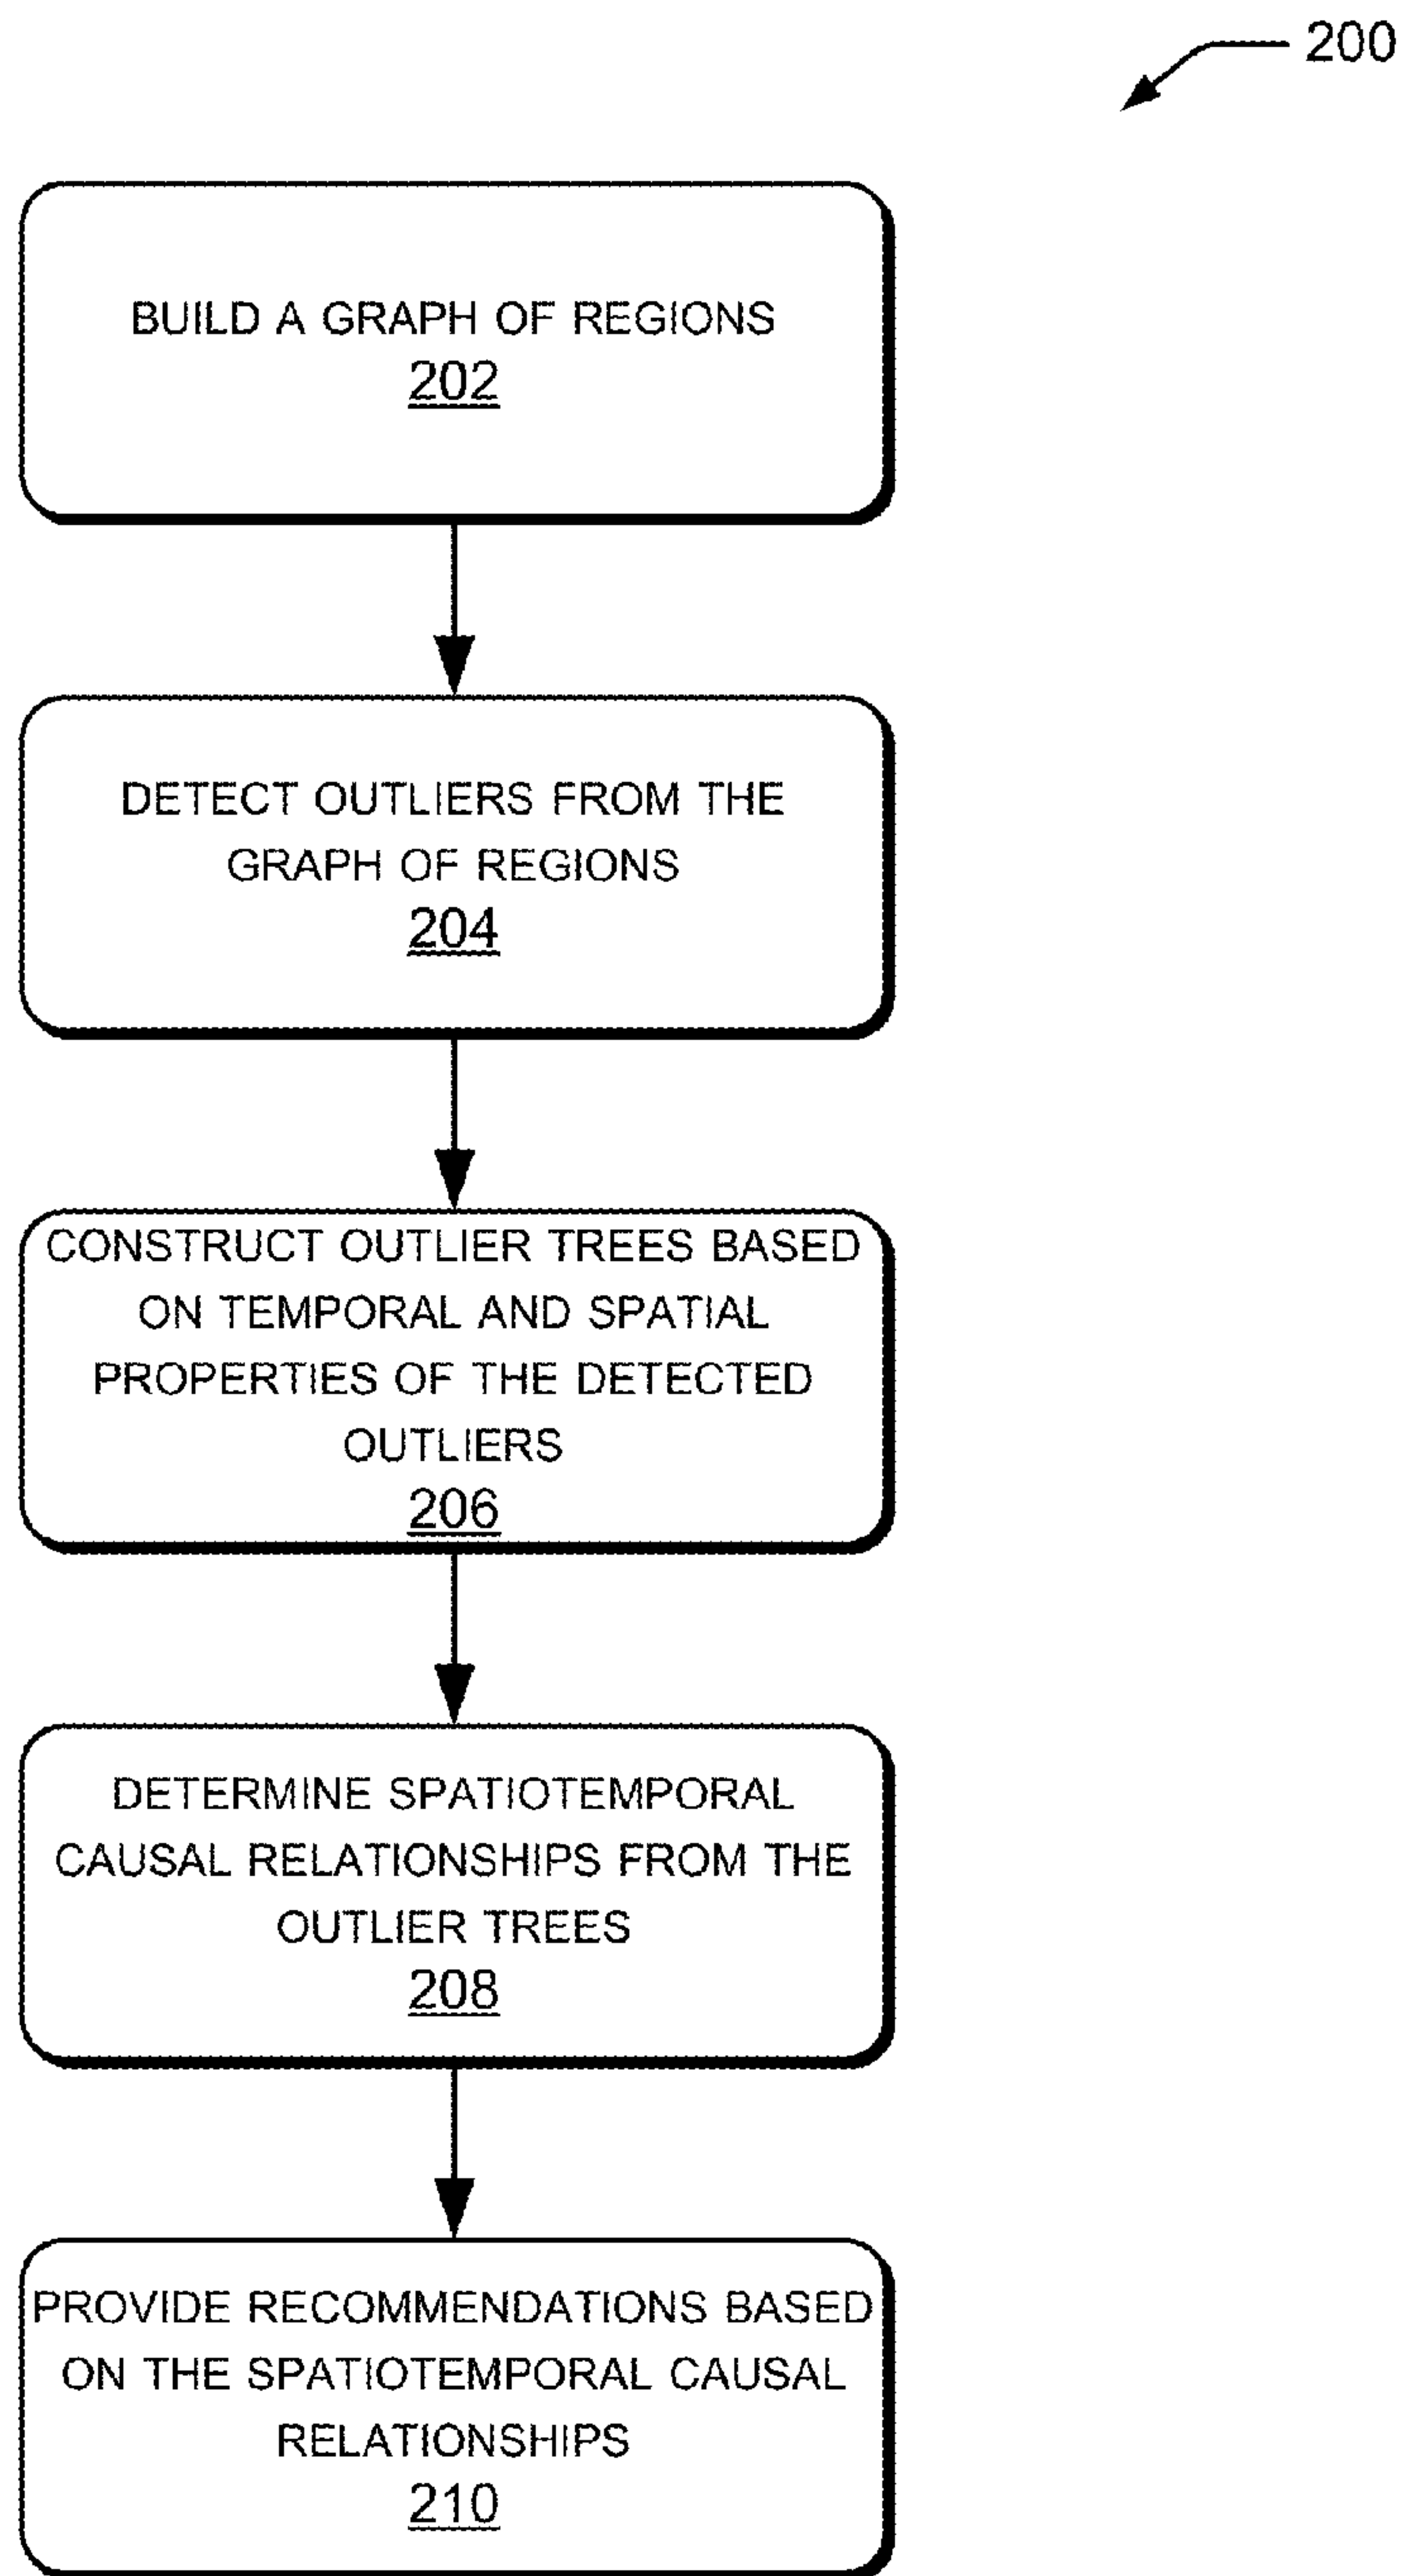 200
BUILD A GRAPH OF REGIONS
202
DETECT OUTLIERS FROM THE
GRAPH OF REGIONS
204
CONSTRUCT OUTLIER TREES BASED
ON TEMPORAL AND SPATIAL
PROPERTIES OF THE DETECTED
OUTLIERS
206
DETERMINE SPATIOTEMPORAL
CAUSAL RELATIONSHIPS FROM THE
OUTLIER TREES
208
PROVIDE RECOMMENDATIONS BASED
ON THE SPATIOTEMPORAL CAUSAL
RELATIONSHIPS
210